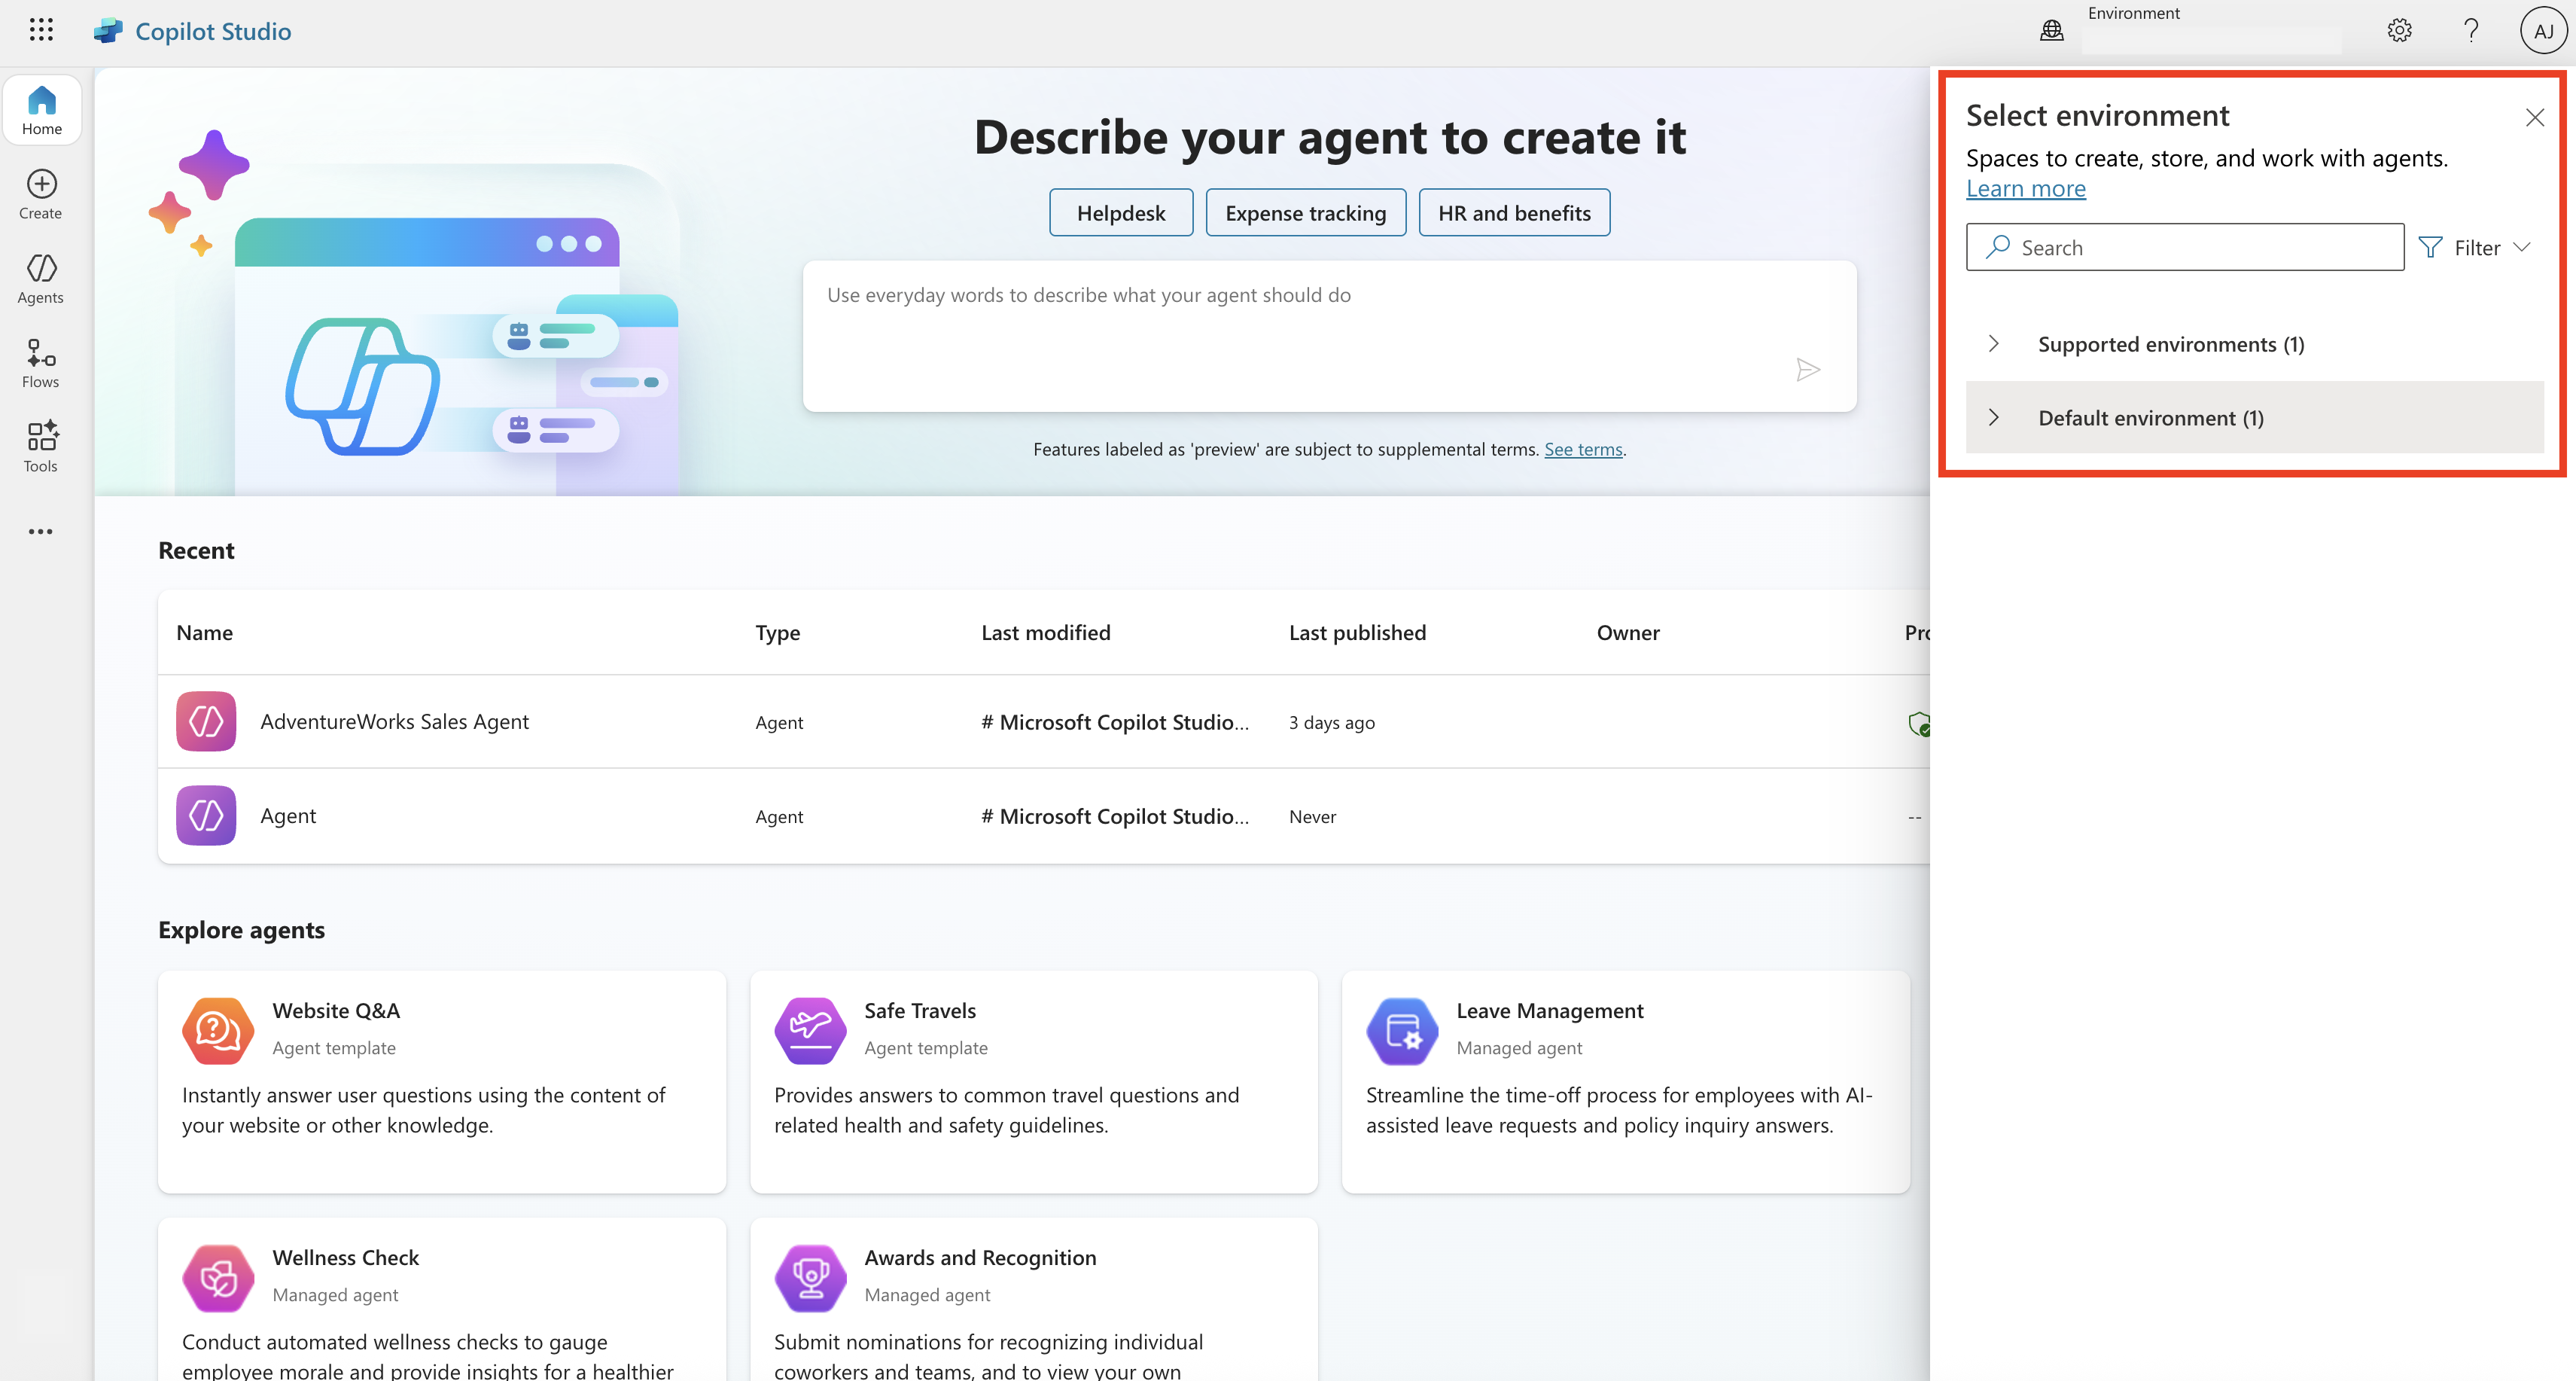 Copilot Studio
Environment
AJ
Home
Create
Agents
Flows
Tools
Describe your agent to create it
Helpdesk
Expense tracking
HR and benefits
Use everyday words to describe what your agent should do
Features labeled as 'preview' are subject to supplemental terms. See terms.
Select environment
Spaces to create, store, and work with agents.
Learn more
Search
Filter
Supported environments (1)
Default environment (1)
Recent
Name Type Last modified Last published Owner Pro
AdventureWorks Sales Agent Agent # Microsoft Copilot Studio... 3 days ago
Agent Agent # Microsoft Copilot Studio... Never --
Explore agents
Website Q&A
Agent template
Instantly answer user questions using the content of
your website or other knowledge.
Safe Travels
Agent template
Provides answers to common travel questions and
related health and safety guidelines.
Leave Management
Managed agent
Streamline the time-off process for employees with AI-
assisted leave requests and policy inquiry answers.
Wellness Check
Managed agent
Conduct automated wellness checks to gauge
employee morale and provide insights for a healthier
Awards and Recognition
Managed agent
Submit nominations for recognizing individual
coworkers and teams, and to view your own